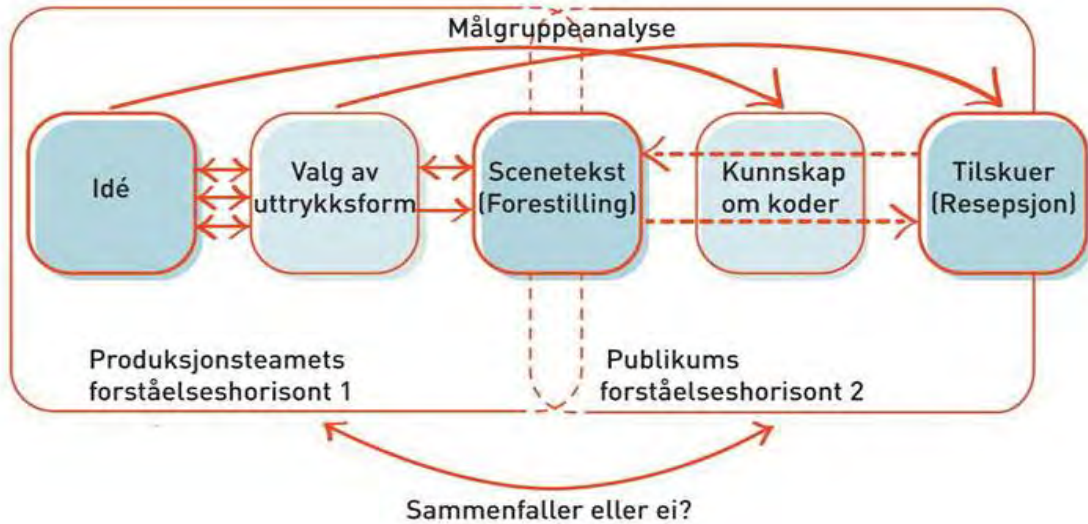 Målgruppeanalyse
Idé
Valg av
uttrykksform
Scenetekst
(Forestilling)
Kunnskap
om koder
Tilskuer
(Resepsjon)
Produksjonsteamets
forståelseshorisont 1
Publikums
forståelseshorisont 2
Sammenfaller eller ei?